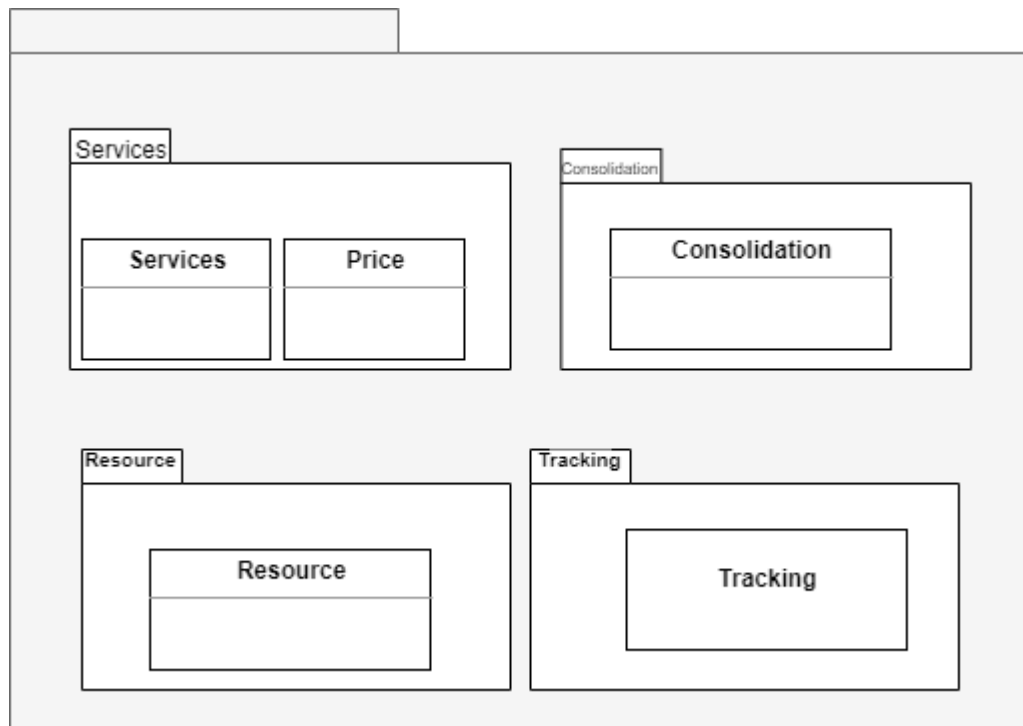 Services
Consolidation
Services
Price
Consolidation
Resource
Tracking
Resource
Tracking